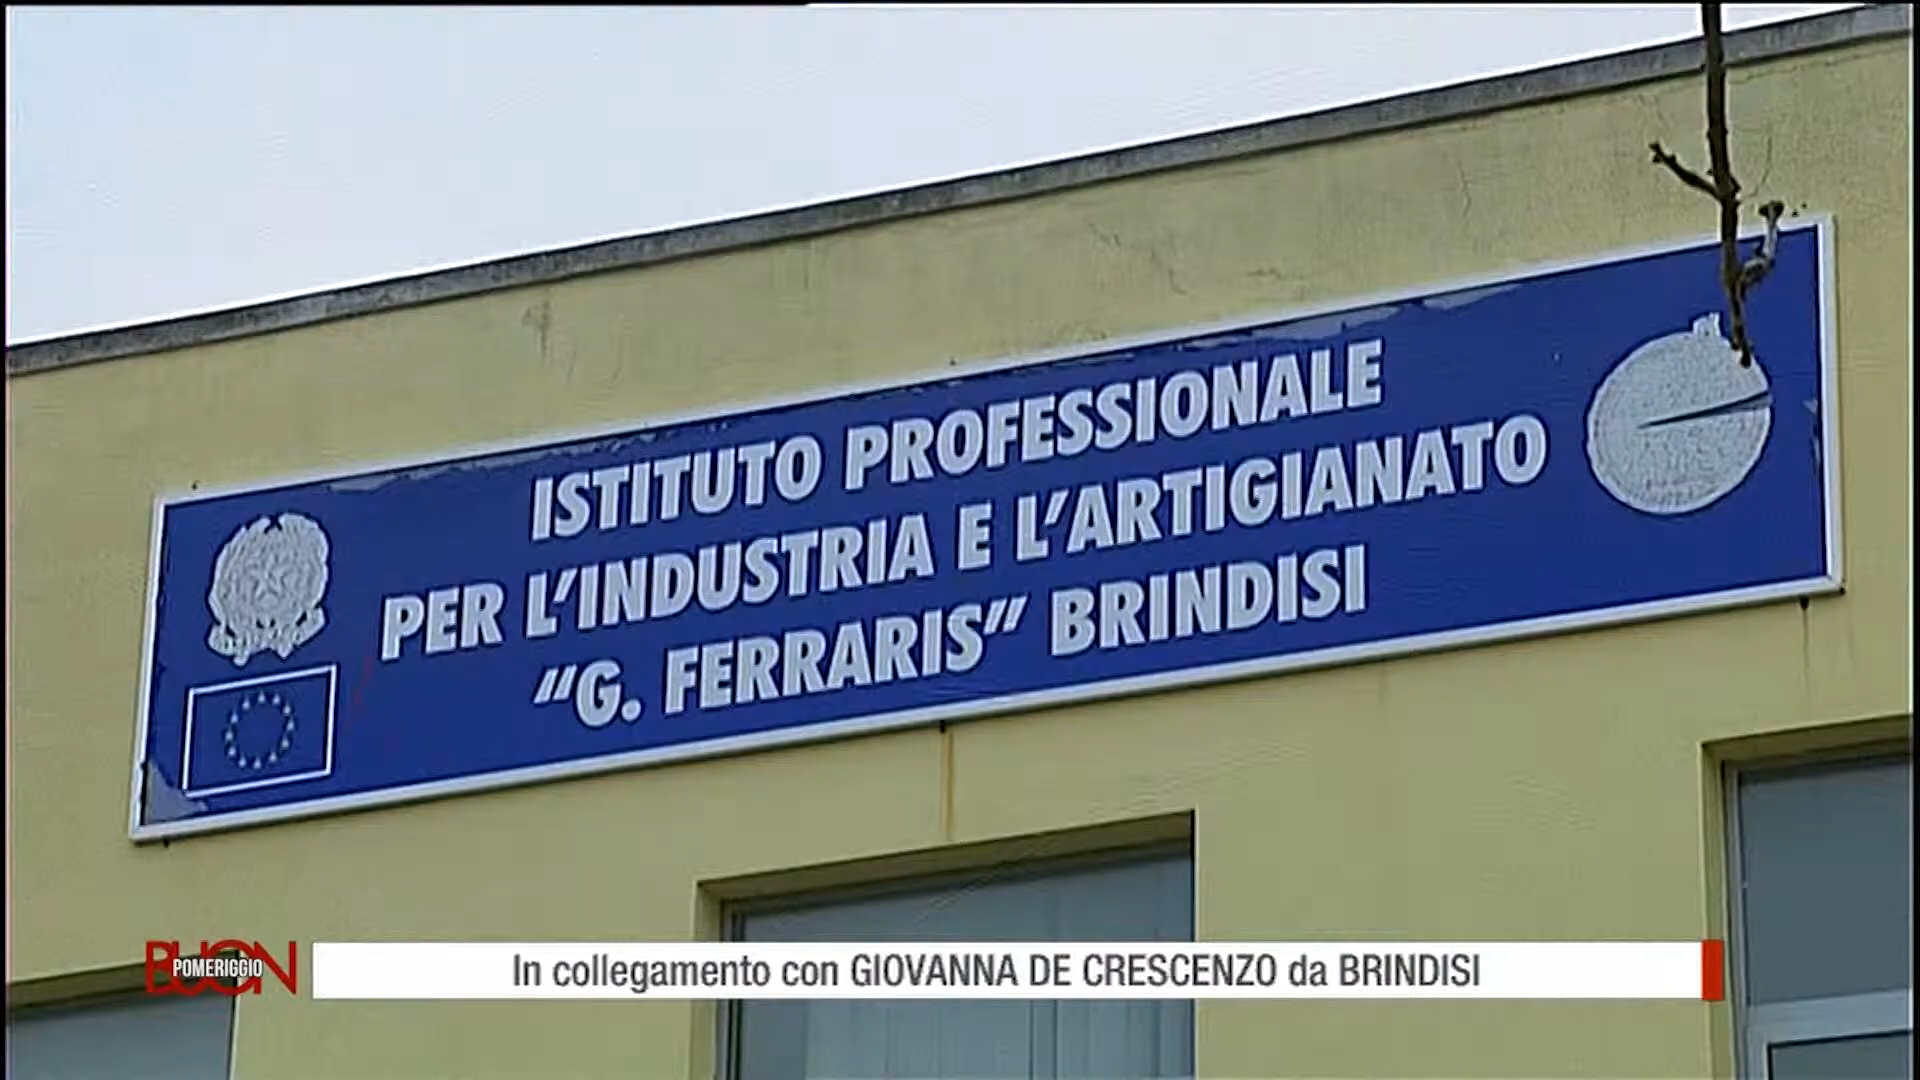 ISTITUTO PROFESSIONALE
PER L'INDUSTRIA E L'ARTIGIANATO
"G. FERRARIS" BRINDISI
BUON
POMERIGGIO
In collegamento con GIOVANNA DE CRESCENZO da BRINDISI